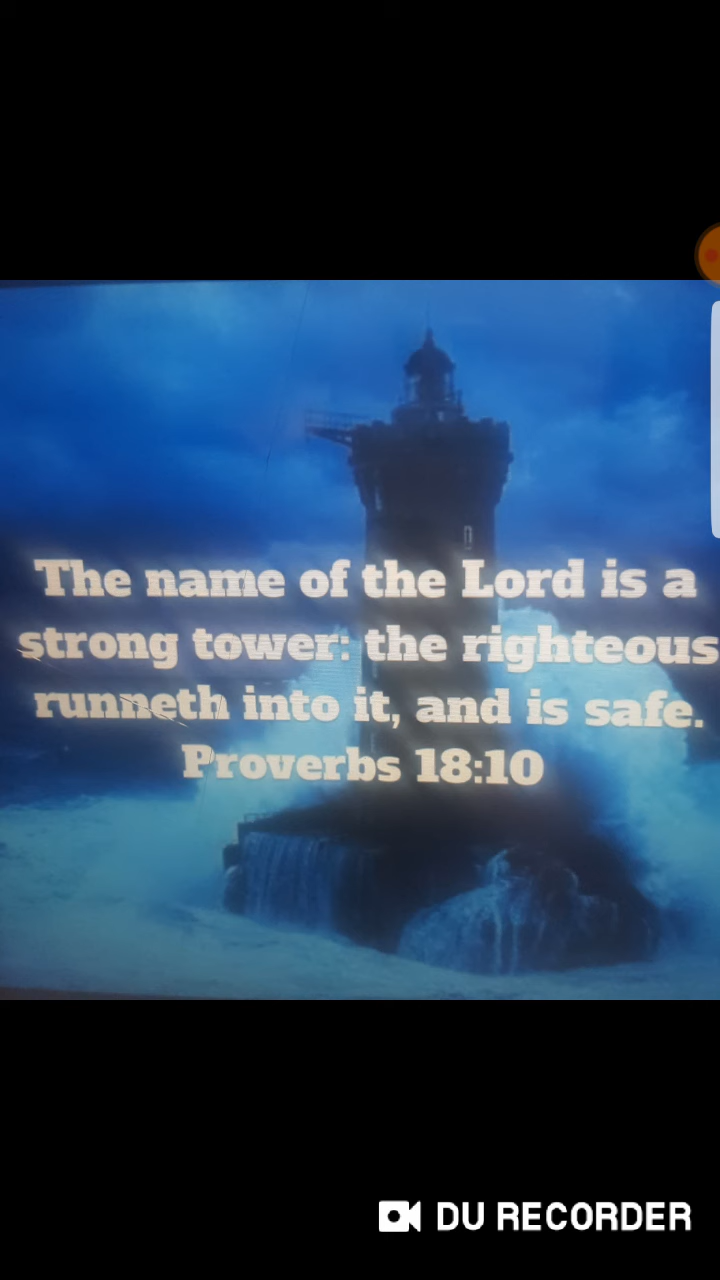 The name of the Lord is a
strong tower: the righteous
runneth into it, and is safe.
Proverbs 18:10
DU RECORDER